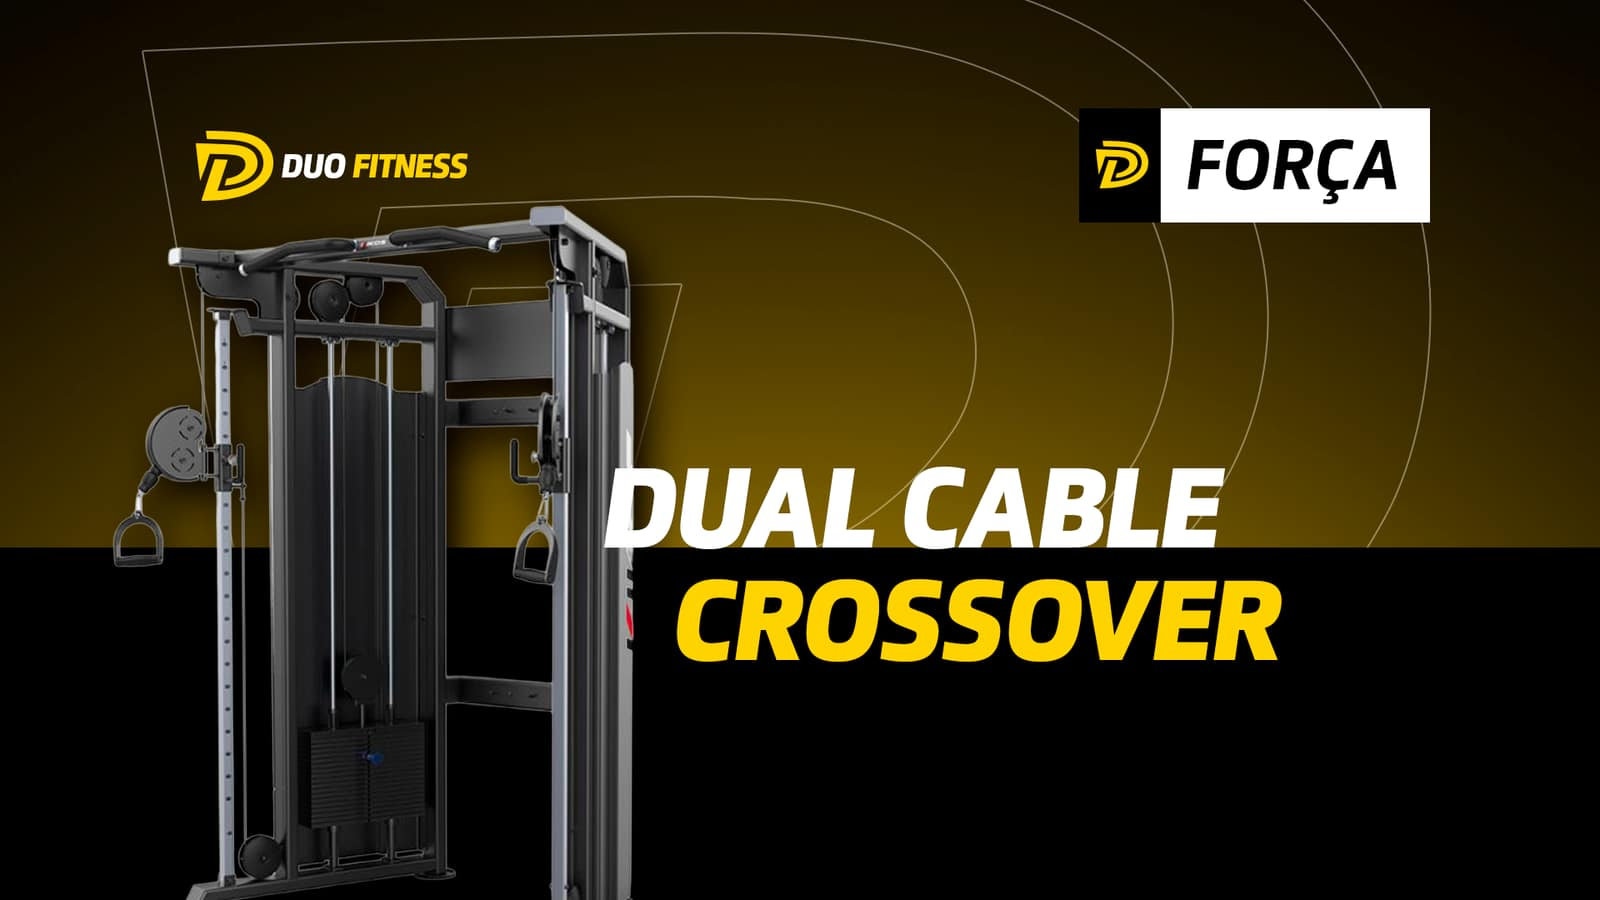 DUO FITNESS
FORÇA
DUAL CABLE
CROSSOVER